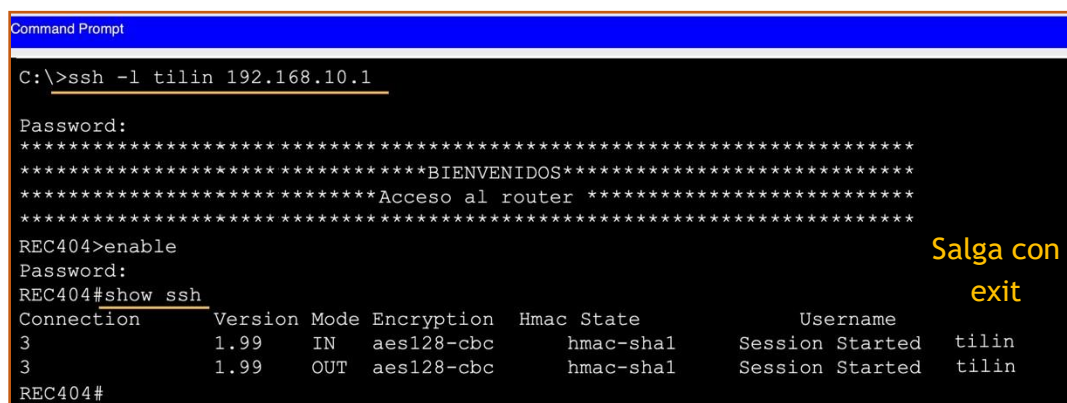 Command Prompt
C:\>ssh -l tilin 192.168.10.1
Password:
*************************************************************************
*********************************BIENVENIDOS*****************************
*****************************Acceso al router ***************************
*************************************************************************
REC404>enable
Password:
REC404#show ssh
Connection Version Mode Encryption Hmac State Username
3 1.99 IN aes128-cbc hmac-sha1 Session Started tilin
3 1.99 OUT aes128-cbc hmac-sha1 Session Started tilin
REC404#
Salga con
exit